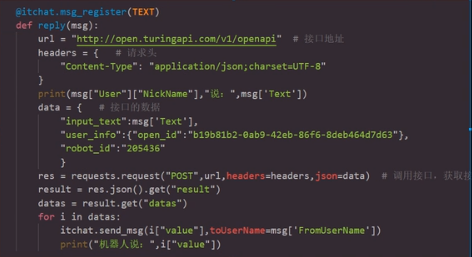 @itchat.msg_register(TEXT)
def reply(msg):
    url = "http://open.turingapi.com/v1/openapi"  # 接口地址
    headers = {   # 请求头
        "Content-Type": "application/json;charset=UTF-8"
    }
    print(msg["User"]["NickName"],"说：",msg['Text'])
    data = {   # 接口的数据
        "input_text":msg['Text'],
        "user_info":{"open_id":"b19b81b2-0ab9-42eb-86f6-8deb464d7d63"},
        "robot_id":"205436"
        }
    res = requests.request("POST",url,headers=headers,json=data)  # 调用接口，获取
    result = res.json().get("result")
    datas = result.get("datas")
    for i in datas:
        itchat.send_msg(i["value"],toUserName=msg['FromUserName'])
        print("机器人说：",i["value"])